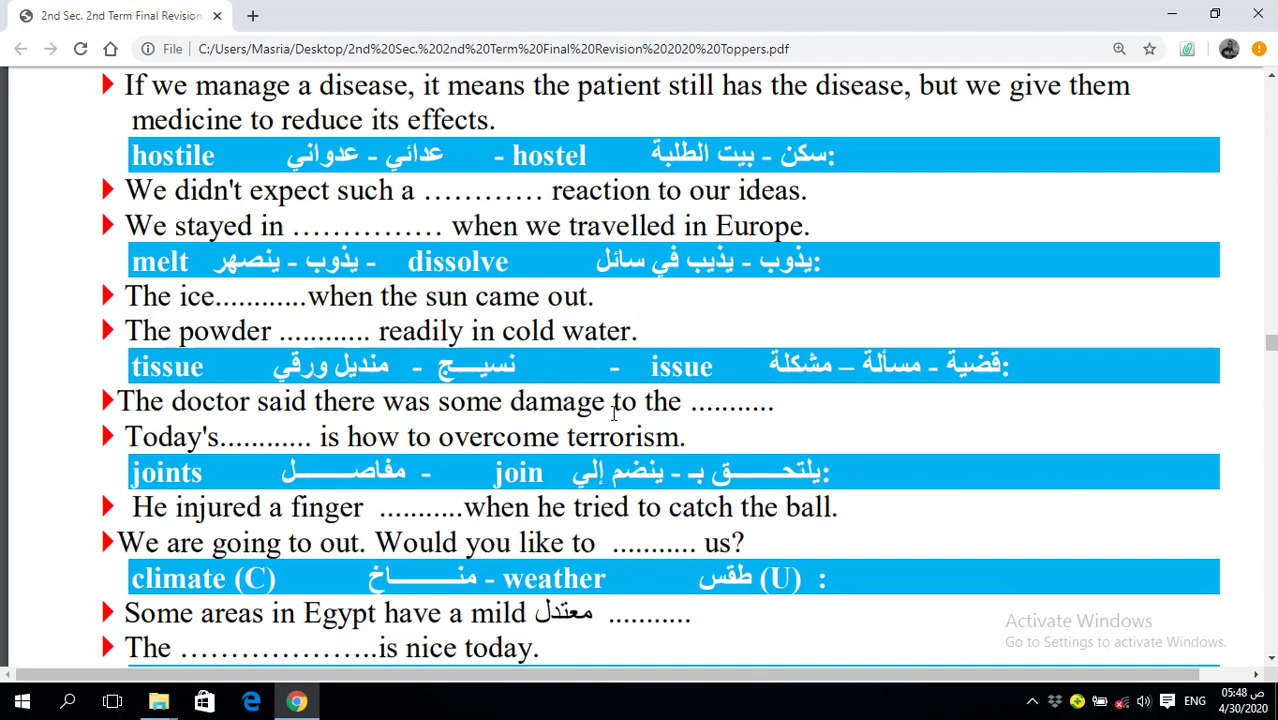 2nd Sec. 2nd Term Final Revision
File C:/Users/Masria/Desktop/2nd%20Sec.%202nd%20Term%20Final%20Revision%202020%20Toppers.pdf
If we manage a disease, it means the patient still has the disease, but we give them
medicine to reduce its effects.
hostile عدائي - عدواني - hostel سكن - بيت الطلبة:
We didn't expect such a ………… reaction to our ideas.
We stayed in …………… when we travelled in Europe.
melt يذوب - ينصهر - dissolve يذوب - يذيب في سائل:
The ice............when the sun came out.
The powder ............ readily in cold water.
tissue نسيـــج - منديل ورقي - issue قضية - مسألة – مشكلة:
The doctor said there was some damage to the ...........
Today's............ is how to overcome terrorism.
joints مفاصـــــــل - join يلتحـــــق بـ - ينضم إلي:
He injured a finger ...........when he tried to catch the ball.
We are going to out. Would you like to ........... us?
climate (C) منــــــــاخ - weather طقس (U) :
Some areas in Egypt have a mild معتدل ...........
The …………………..is nice today.
Activate Windows
Go to Settings to activate Windows.
ENG
05:48 ص
4/30/2020